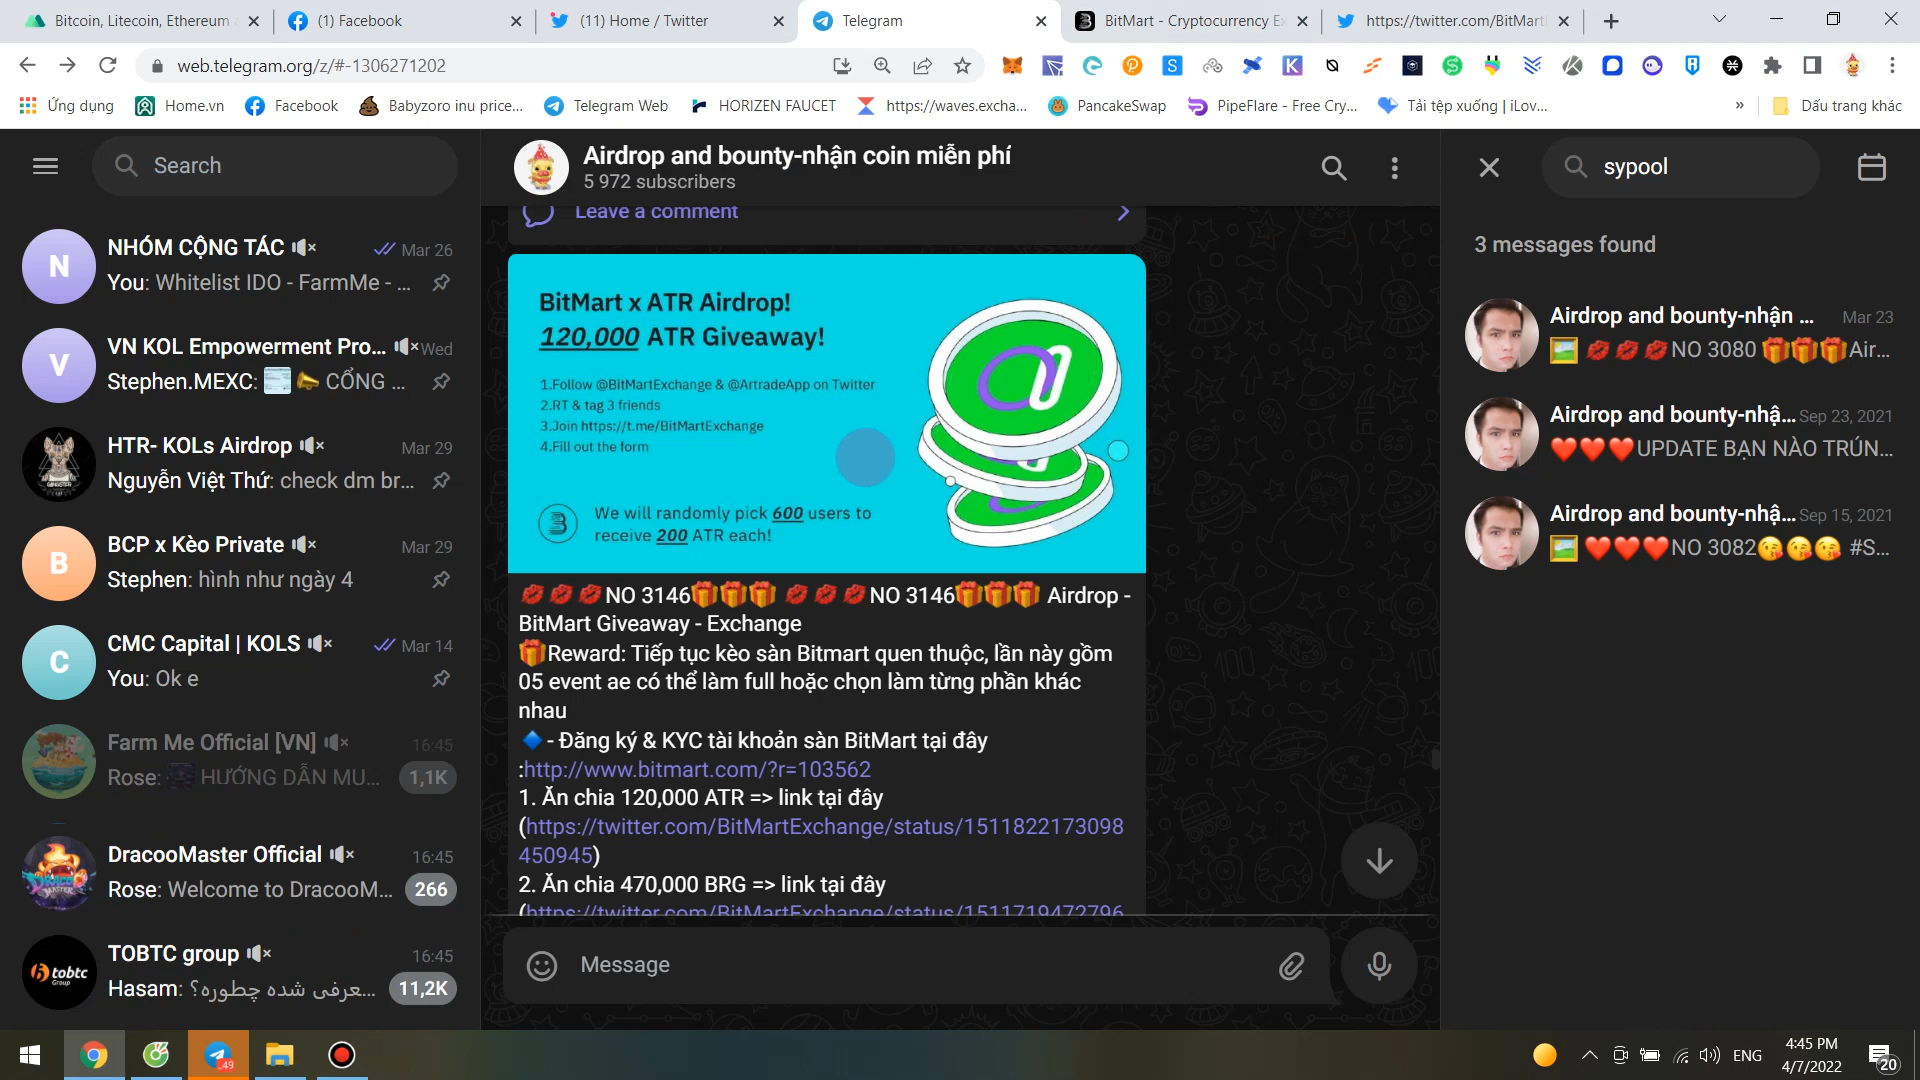 Bitcoin, Litecoin, Ethereum
(1) Facebook
(11) Home / Twitter
Telegram
BitMart - Cryptocurrency Ex
https://twitter.com/BitMartE
web.telegram.org/z/#-1306271202
Ứng dụng
Home.vn
Facebook
Babyzoro inu price...
Telegram Web
HORIZEN FAUCET
https://waves.excha...
PancakeSwap
PipeFlare - Free Cry...
Tải tệp xuống | iLov...
»
Dấu trang khác
Search
NHÓM CỘNG TÁC
Mar 26
You: Whitelist IDO - FarmMe - ...
VN KOL Empowerment Pro...
Wed
Stephen.MEXC: CỔNG ...
HTR- KOLs Airdrop
Mar 29
Nguyễn Việt Thứ: check dm br...
BCP x Kèo Private
Mar 29
Stephen: hình như ngày 4
CMC Capital | KOLS
Mar 14
You: Ok e
Farm Me Official [VN]
16:45
Rose: HƯỚNG DẪN MU...
1,1K
DracooMaster Official
16:45
Rose: Welcome to DracooM...
266
TOBTC group
16:45
Hasam: معرفی شده چطوره؟...
11,2K
Airdrop and bounty-nhận coin miễn phí
5 972 subscribers
Leave a comment
BitMart x ATR Airdrop!
120,000 ATR Giveaway!
1.Follow @BitMartExchange & @ArtradeApp on Twitter
2.RT & tag 3 friends
3.Join https://t.me/BitMartExchange
4.Fill out the form
We will randomly pick 600 users to
receive 200 ATR each!
💋💋💋NO 3146🎁🎁🎁 💋💋💋NO 3146🎁🎁🎁 Airdrop -
BitMart Giveaway - Exchange
🎁Reward: Tiếp tục kèo sàn Bitmart quen thuộc, lần này gồm
05 event ae có thể làm full hoặc chọn làm từng phần khác
nhau
🔹- Đăng ký & KYC tài khoản sàn BitMart tại đây
:http://www.bitmart.com/?r=103562
1. Ăn chia 120,000 ATR => link tại đây
(https://twitter.com/BitMartExchange/status/1511822173098
450945)
2. Ăn chia 470,000 BRG => link tại đây
(https://twitter.com/BitMartExchange/status/1511719472796
Message
sypool
3 messages found
Airdrop and bounty-nhận ...
Mar 23
💋💋💋NO 3080 🎁🎁🎁Air...
Airdrop and bounty-nhậ...
Sep 23, 2021
❤️❤️❤️UPDATE BẠN NÀO TRÚN...
Airdrop and bounty-nhậ...
Sep 15, 2021
❤️❤️❤️NO 3082😘😘😘 #S...
N
V
B
C
tobtc
Group
.49
ENG
4:45 PM
4/7/2022
20